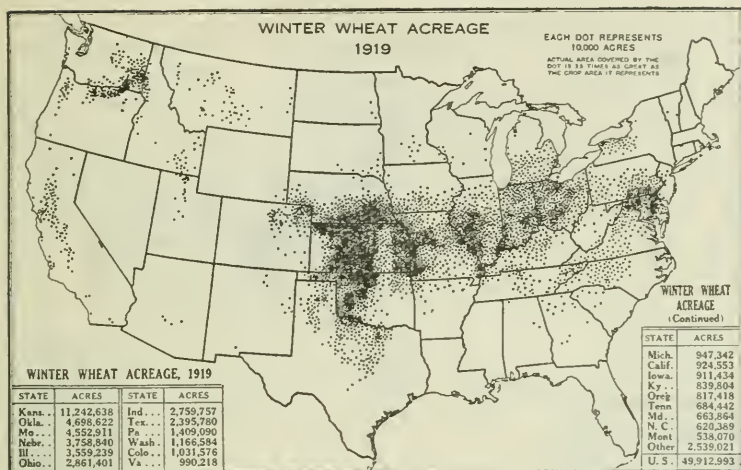 WINTER WHEAT ACREAGE
1919
EACH DOT REPRESENTS
10,000 ACRES
ACTUAL AREA COVERED BY THE
DOT IS 35 TIMES AS GREAT AS
THE CROP AREA IT REPRESENTS
WINTER WHEAT ACREAGE, 1919
STATE ACRES STATE ACRES
Kans.. 11,242,638 Ind... 2,759,757
Okla.. 4,698,622 Tex... 2,395,780
Mo... 4,552,911 Pa... 1,409,090
Nebr.. 3,758,840 Wash. 1,166,584
Ill.... 3,559,239 Colo.. 1,031,576
Ohio.. 2,861,401 Va... 990,218
WINTER WHEAT
ACREAGE
(Continued)
STATE ACRES
Mich. 947,342
Calif. 924,553
Iowa. 911,434
Ky.. 839,804
Oreg 817,418
Tenn 684,442
Md.. 663,864
N. C. 620,389
Mont 538,070
Other 2,539,021
U. S. 49,912,993